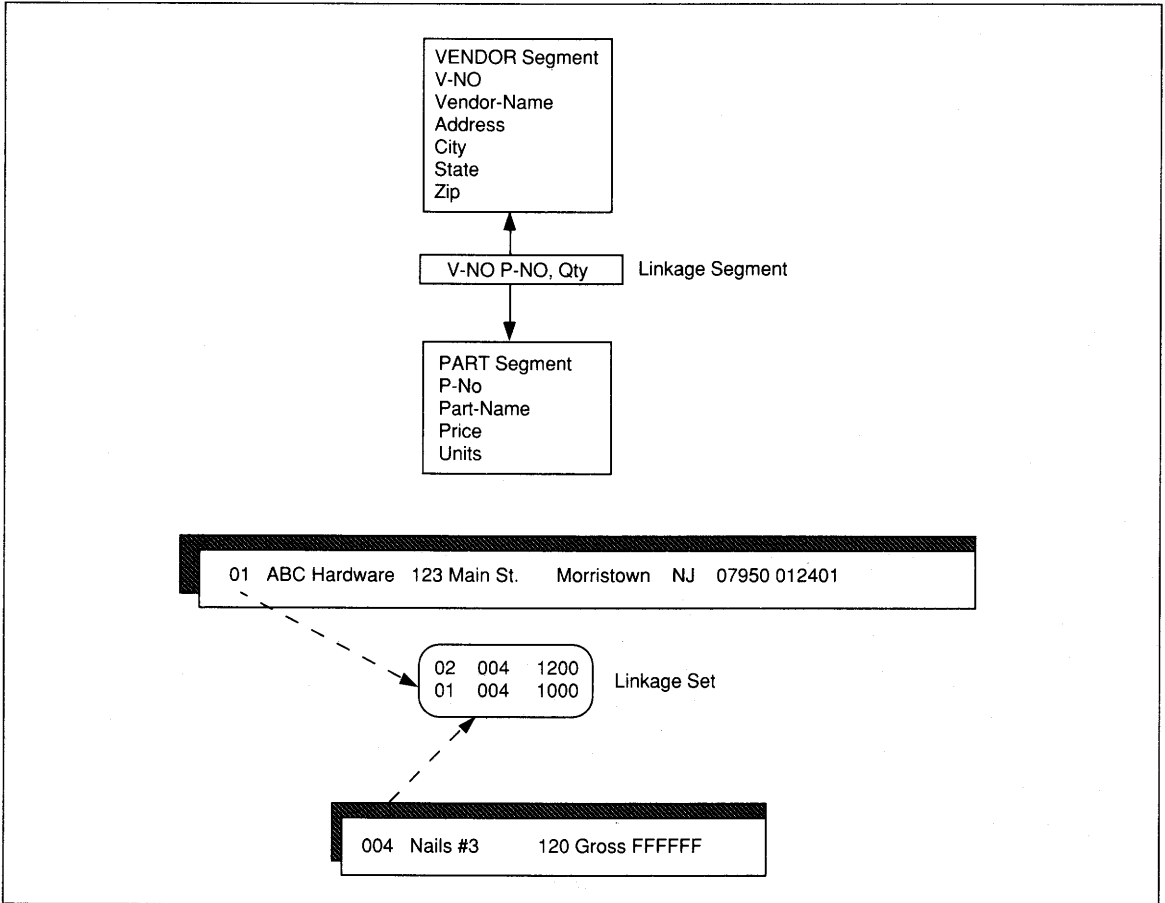 VENDOR Segment
V-NO
Vendor-Name
Address
City
State
Zip
V-NO P-NO, Qty
Linkage Segment
PART Segment
P-No
Part-Name
Price
Units
01 ABC Hardware 123 Main St. Morristown NJ 07950 012401
02 004 1200
01 004 1000
Linkage Set
004 Nails #3 120 Gross FFFFFF